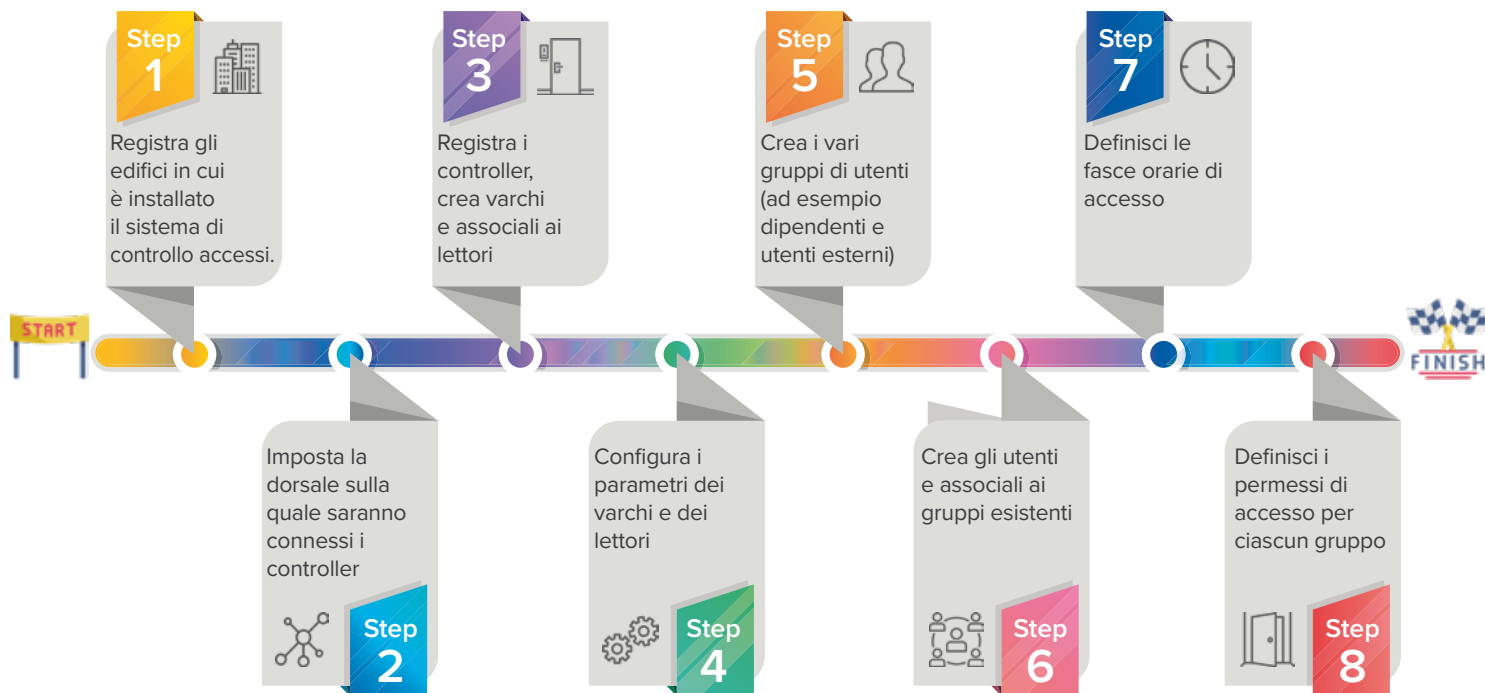 START
Step
1
Registra gli
edifici in cui
è installato
il sistema di
controllo accessi.
Step
2
Imposta la
dorsale sulla
quale saranno
connessi i
controller
Step
3
Registra i
controller,
crea varchi
e associali ai
lettori
Step
4
Configura i
parametri dei
varchi e dei
lettori
Step
5
Crea i vari
gruppi di utenti
(ad esempio
dipendenti e
utenti esterni)
Step
6
Crea gli utenti
e associali ai
gruppi esistenti
Step
7
Definisci le
fasce orarie di
accesso
Step
8
Definisci i
permessi di
accesso per
ciascun gruppo
FINISH